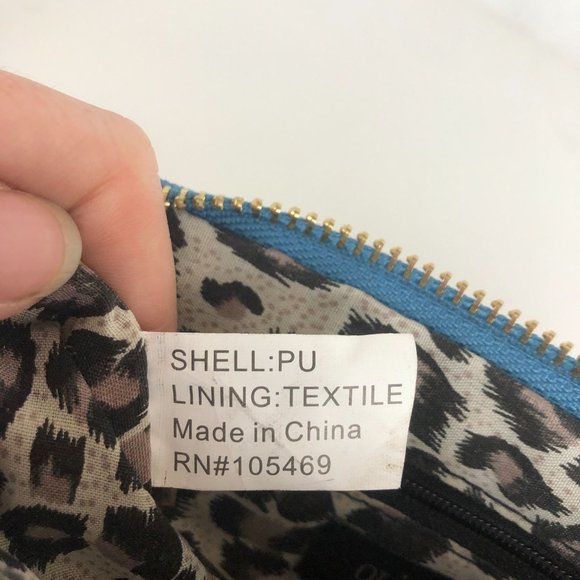 SHELL:PU
LINING:TEXTILE
Made in China
RN#105469